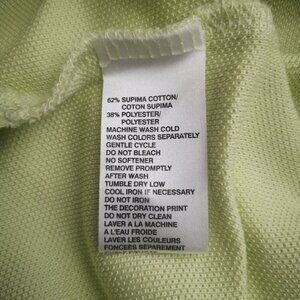 62% SUPIMA COTTON/
COTON SUPIMA
38% POLYESTER/
POLYESTER
MACHINE WASH COLD
WASH COLORS SEPARATELY
GENTLE CYCLE
DO NOT BLEACH
NO SOFTENER
REMOVE PROMPTLY
AFTER WASH
TUMBLE DRY LOW
COOL IRON IF NECESSARY
DO NOT IRON
THE DECORATION PRINT
DO NOT DRY CLEAN
LAVER A LA MACHINE
A L'EAU FROIDE
LAVER LES COULEURS
FONCEES SEPAREMENT